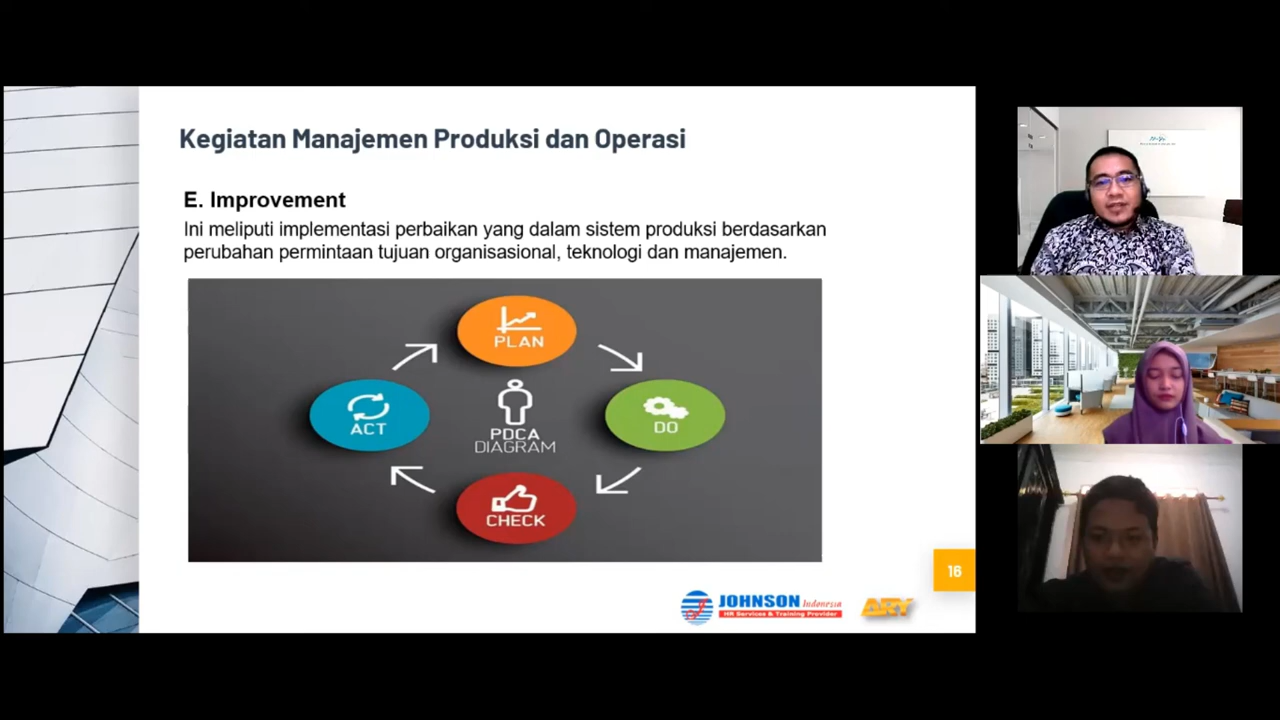 Kegiatan Manajemen Produksi dan Operasi
E. Improvement
Ini meliputi implementasi perbaikan yang dalam sistem produksi berdasarkan
perubahan permintaan tujuan organisasional, teknologi dan manajemen.
PLAN
ACT
DO
PDCA
DIAGRAM
CHECK
16
JOHNSON Indonesia
HR Services & Training Provider
ARY